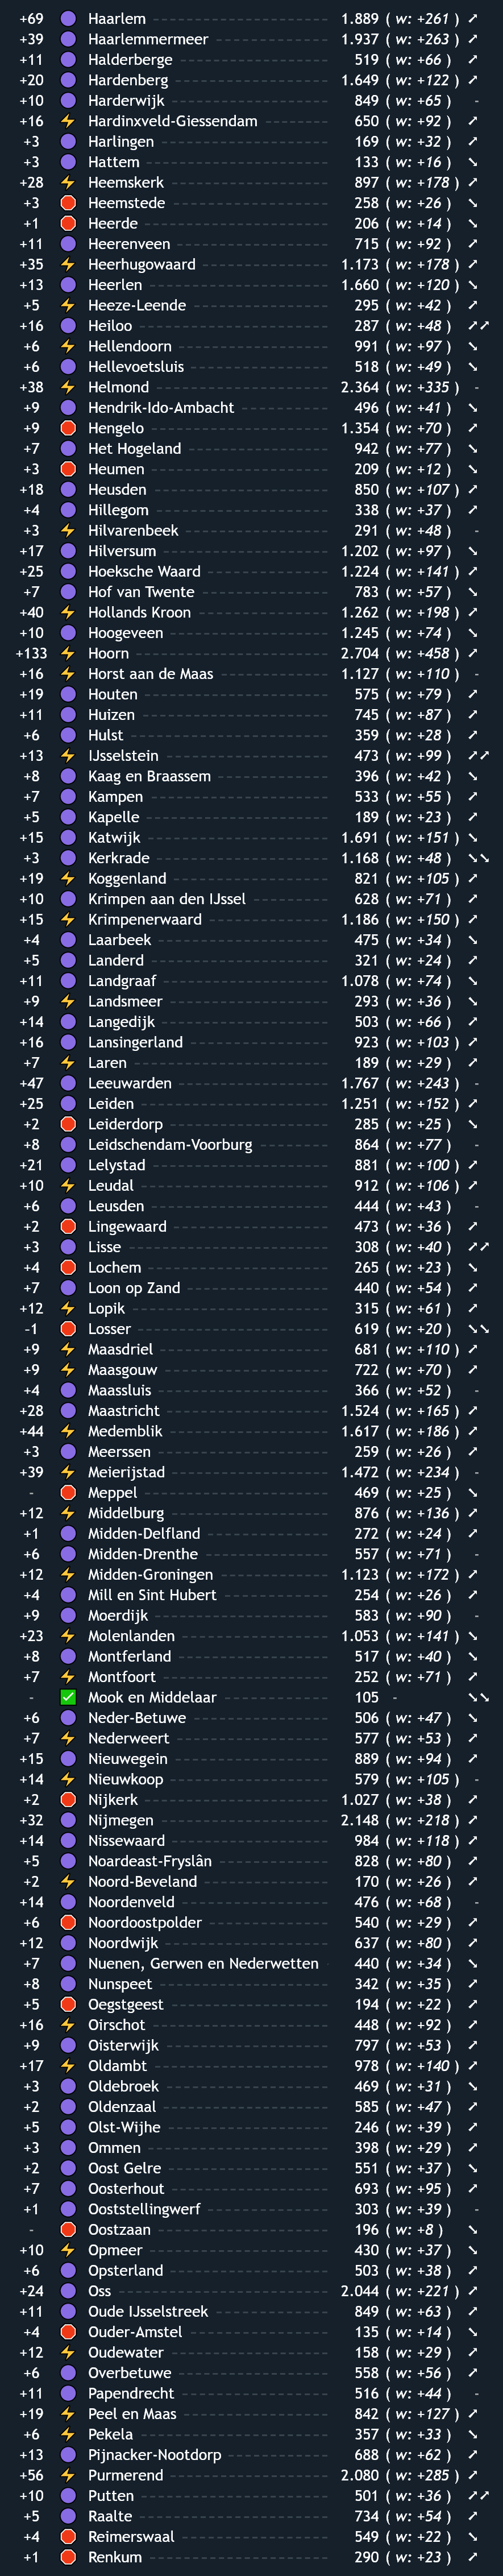 +69 Haarlem 1.889 ( w: +261 )
+39 Haarlemmermeer 1.937 ( w: +263 )
+11 Halderberge 519 ( w: +66 )
+20 Hardenberg 1.649 ( w: +122 )
+10 Harderwijk 849 ( w: +65 ) -
+16 Hardinxveld-Giessendam 650 ( w: +92 )
+3 Harlingen 169 ( w: +32 )
+3 Hattem 133 ( w: +16 )
+28 Heemskerk 897 ( w: +178 )
+3 Heemstede 258 ( w: +26 )
+1 Heerde 206 ( w: +14 )
+11 Heerenveen 715 ( w: +92 )
+35 Heerhugowaard 1.173 ( w: +178 )
+13 Heerlen 1.660 ( w: +120 )
+5 Heeze-Leende 295 ( w: +42 )
+16 Heiloo 287 ( w: +48 )
+6 Hellendoorn 991 ( w: +97 )
+6 Hellevoetsluis 518 ( w: +49 )
+38 Helmond 2.364 ( w: +335 ) -
+9 Hendrik-Ido-Ambacht 496 ( w: +41 )
+9 Hengelo 1.354 ( w: +70 )
+7 Het Hogeland 942 ( w: +77 )
+3 Heumen 209 ( w: +12 )
+18 Heusden 850 ( w: +107 )
+4 Hillegom 338 ( w: +37 )
+3 Hilvarenbeek 291 ( w: +48 ) -
+17 Hilversum 1.202 ( w: +97 )
+25 Hoeksche Waard 1.224 ( w: +141 )
+7 Hof van Twente 783 ( w: +57 )
+40 Hollands Kroon 1.262 ( w: +198 )
+10 Hoogeveen 1.245 ( w: +74 )
+133 Hoorn 2.704 ( w: +458 )
+16 Horst aan de Maas 1.127 ( w: +110 ) -
+19 Houten 575 ( w: +79 )
+11 Huizen 745 ( w: +87 )
+6 Hulst 359 ( w: +28 )
+13 IJsselstein 473 ( w: +99 )
+8 Kaag en Braassem 396 ( w: +42 )
+7 Kampen 533 ( w: +55 )
+5 Kapelle 189 ( w: +23 )
+15 Katwijk 1.691 ( w: +151 )
+3 Kerkrade 1.168 ( w: +48 )
+19 Koggenland 821 ( w: +105 )
+10 Krimpen aan den IJssel 628 ( w: +71 )
+15 Krimpenerwaard 1.186 ( w: +150 )
+4 Laarbeek 475 ( w: +34 )
+5 Landerd 321 ( w: +24 )
+11 Landgraaf 1.078 ( w: +74 )
+9 Landsmeer 293 ( w: +36 )
+14 Langedijk 503 ( w: +66 )
+16 Lansingerland 923 ( w: +103 )
+7 Laren 189 ( w: +29 )
+47 Leeuwarden 1.767 ( w: +243 ) -
+25 Leiden 1.251 ( w: +152 )
+2 Leiderdorp 285 ( w: +25 )
+8 Leidschendam-Voorburg 864 ( w: +77 ) -
+21 Lelystad 881 ( w: +100 )
+10 Leudal 912 ( w: +106 )
+6 Leusden 444 ( w: +43 ) -
+2 Lingewaard 473 ( w: +36 )
+3 Lisse 308 ( w: +40 )
+4 Lochem 265 ( w: +23 )
+7 Loon op Zand 440 ( w: +54 )
+12 Lopik 315 ( w: +61 )
-1 Losser 619 ( w: +20 )
+9 Maasdriel 681 ( w: +110 )
+9 Maasgouw 722 ( w: +70 )
+4 Maassluis 366 ( w: +52 ) -
+28 Maastricht 1.524 ( w: +165 )
+44 Medemblik 1.617 ( w: +186 )
+3 Meerssen 259 ( w: +26 )
+39 Meierijstad 1.472 ( w: +234 ) -
- Meppel 469 ( w: +25 )
+12 Middelburg 876 ( w: +136 )
+1 Midden-Delfland 272 ( w: +24 )
+6 Midden-Drenthe 557 ( w: +71 ) -
+12 Midden-Groningen 1.123 ( w: +172 )
+4 Mill en Sint Hubert 254 ( w: +26 )
+9 Moerdijk 583 ( w: +90 ) -
+23 Molenlanden 1.053 ( w: +141 )
+8 Montferland 517 ( w: +40 )
+7 Montfoort 252 ( w: +71 )
- Mook en Middelaar 105 -
+6 Neder-Betuwe 506 ( w: +47 )
+7 Nederweert 577 ( w: +53 )
+15 Nieuwegein 889 ( w: +94 )
+14 Nieuwkoop 579 ( w: +105 ) -
+2 Nijkerk 1.027 ( w: +38 )
+32 Nijmegen 2.148 ( w: +218 )
+14 Nissewaard 984 ( w: +118 )
+5 Noardeast-Fryslân 828 ( w: +80 )
+2 Noord-Beveland 170 ( w: +26 )
+14 Noordenveld 476 ( w: +68 ) -
+6 Noordoostpolder 540 ( w: +29 )
+12 Noordwijk 637 ( w: +80 )
+7 Nuenen, Gerwen en Nederwetten 440 ( w: +34 )
+8 Nunspeet 342 ( w: +35 )
+5 Oegstgeest 194 ( w: +22 )
+16 Oirschot 448 ( w: +92 )
+9 Oisterwijk 797 ( w: +53 )
+17 Oldambt 978 ( w: +140 )
+3 Oldebroek 469 ( w: +31 )
+2 Oldenzaal 585 ( w: +47 )
+5 Olst-Wijhe 246 ( w: +39 )
+3 Ommen 398 ( w: +29 )
+2 Oost Gelre 551 ( w: +37 )
+7 Oosterhout 693 ( w: +95 )
+1 Ooststellingwerf 303 ( w: +39 ) -
- Oostzaan 196 ( w: +8 )
+10 Opmeer 430 ( w: +37 )
+6 Opsterland 503 ( w: +38 )
+24 Oss 2.044 ( w: +221 )
+11 Oude IJsselstreek 849 ( w: +63 )
+4 Ouder-Amstel 135 ( w: +14 )
+12 Oudewater 158 ( w: +29 )
+6 Overbetuwe 558 ( w: +56 )
+11 Papendrecht 516 ( w: +44 ) -
+19 Peel en Maas 842 ( w: +127 )
+6 Pekela 357 ( w: +33 )
+13 Pijnacker-Nootdorp 688 ( w: +62 )
+56 Purmerend 2.080 ( w: +285 )
+10 Putten 501 ( w: +36 )
+5 Raalte 734 ( w: +54 )
+4 Reimerswaal 549 ( w: +22 )
+1 Renkum 290 ( w: +23 )